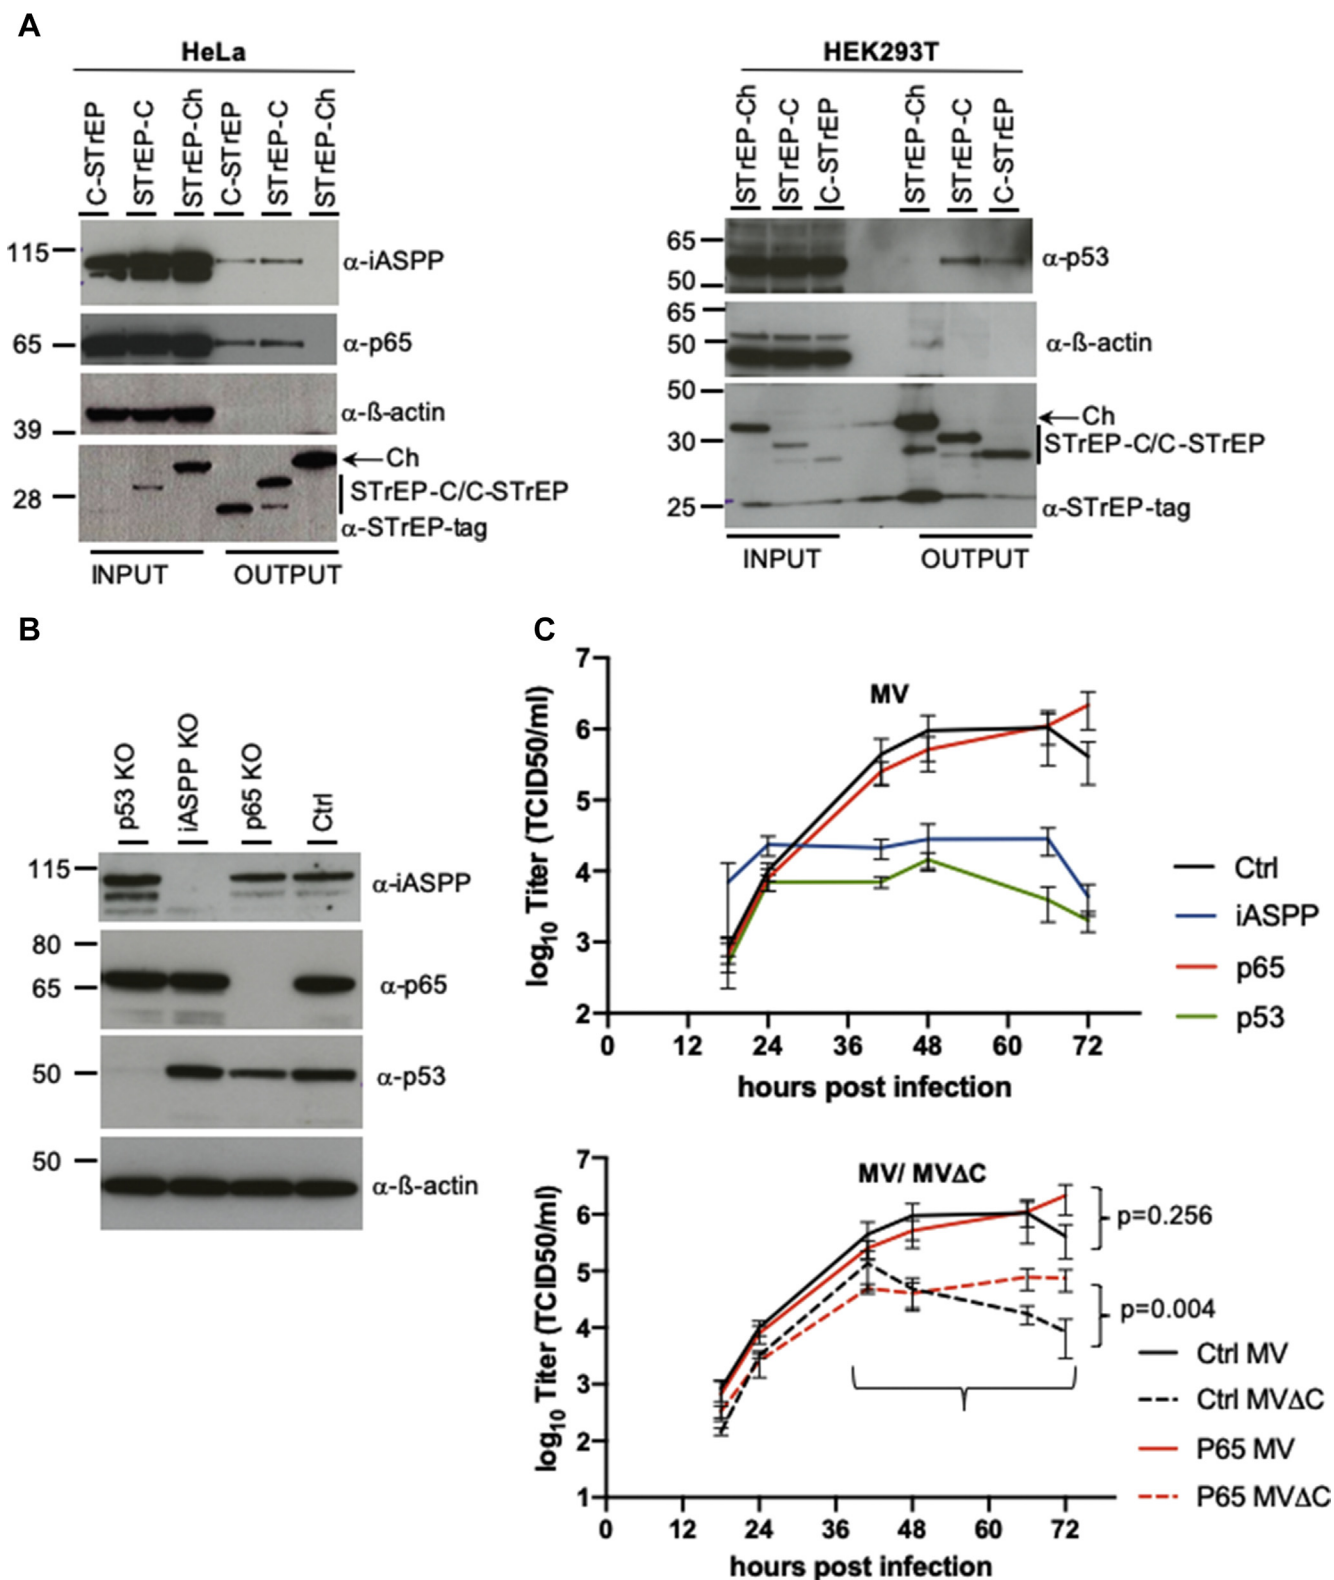 A
HeLa
C-STrEP
STrEP-C
STrEP-Ch
C-STrEP
STrEP-C
STrEP-Ch
115
α-iASPP
65
α-p65
α-ß-actin
39
Ch
28
STrEP-C/C-STrEP
α-STrEP-tag
INPUT
OUTPUT
HEK293T
STrEP-Ch
STrEP-C
C-STrEP
STrEP-Ch
STrEP-C
C-STrEP
65
α-p53
50
65
α-ß-actin
50
50
Ch
30
STrEP-C/C-STrEP
25
α-STrEP-tag
INPUT
OUTPUT
B
p53 KO
iASPP KO
p65 KO
Ctrl
115
α-iASPP
80
65
α-p65
50
α-p53
50
α-ß-actin
C
MV
log10 Titer (TCID50/ml)
7
6
5
4
3
2
0 12 24 36 48 60 72
hours post infection
Ctrl
iASPP
p65
p53
MV/ MVΔC
log10 Titer (TCID50/ml)
7
6
5
4
3
2
1
0 12 24 36 48 60 72
hours post infection
p=0.256
p=0.004
Ctrl MV
Ctrl MVΔC
P65 MV
P65 MVΔC